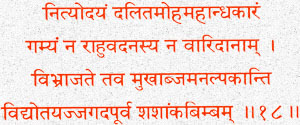 नित्योदयं दलितमोहमहान्धकारं
गम्यं न राहुवदनस्य न वारिदानाम् ।
विभ्राजते तव मुखाब्जमनल्पकान्ति
विद्योतयज्जगदपूर्व शशांकबिम्बम् ॥१८॥